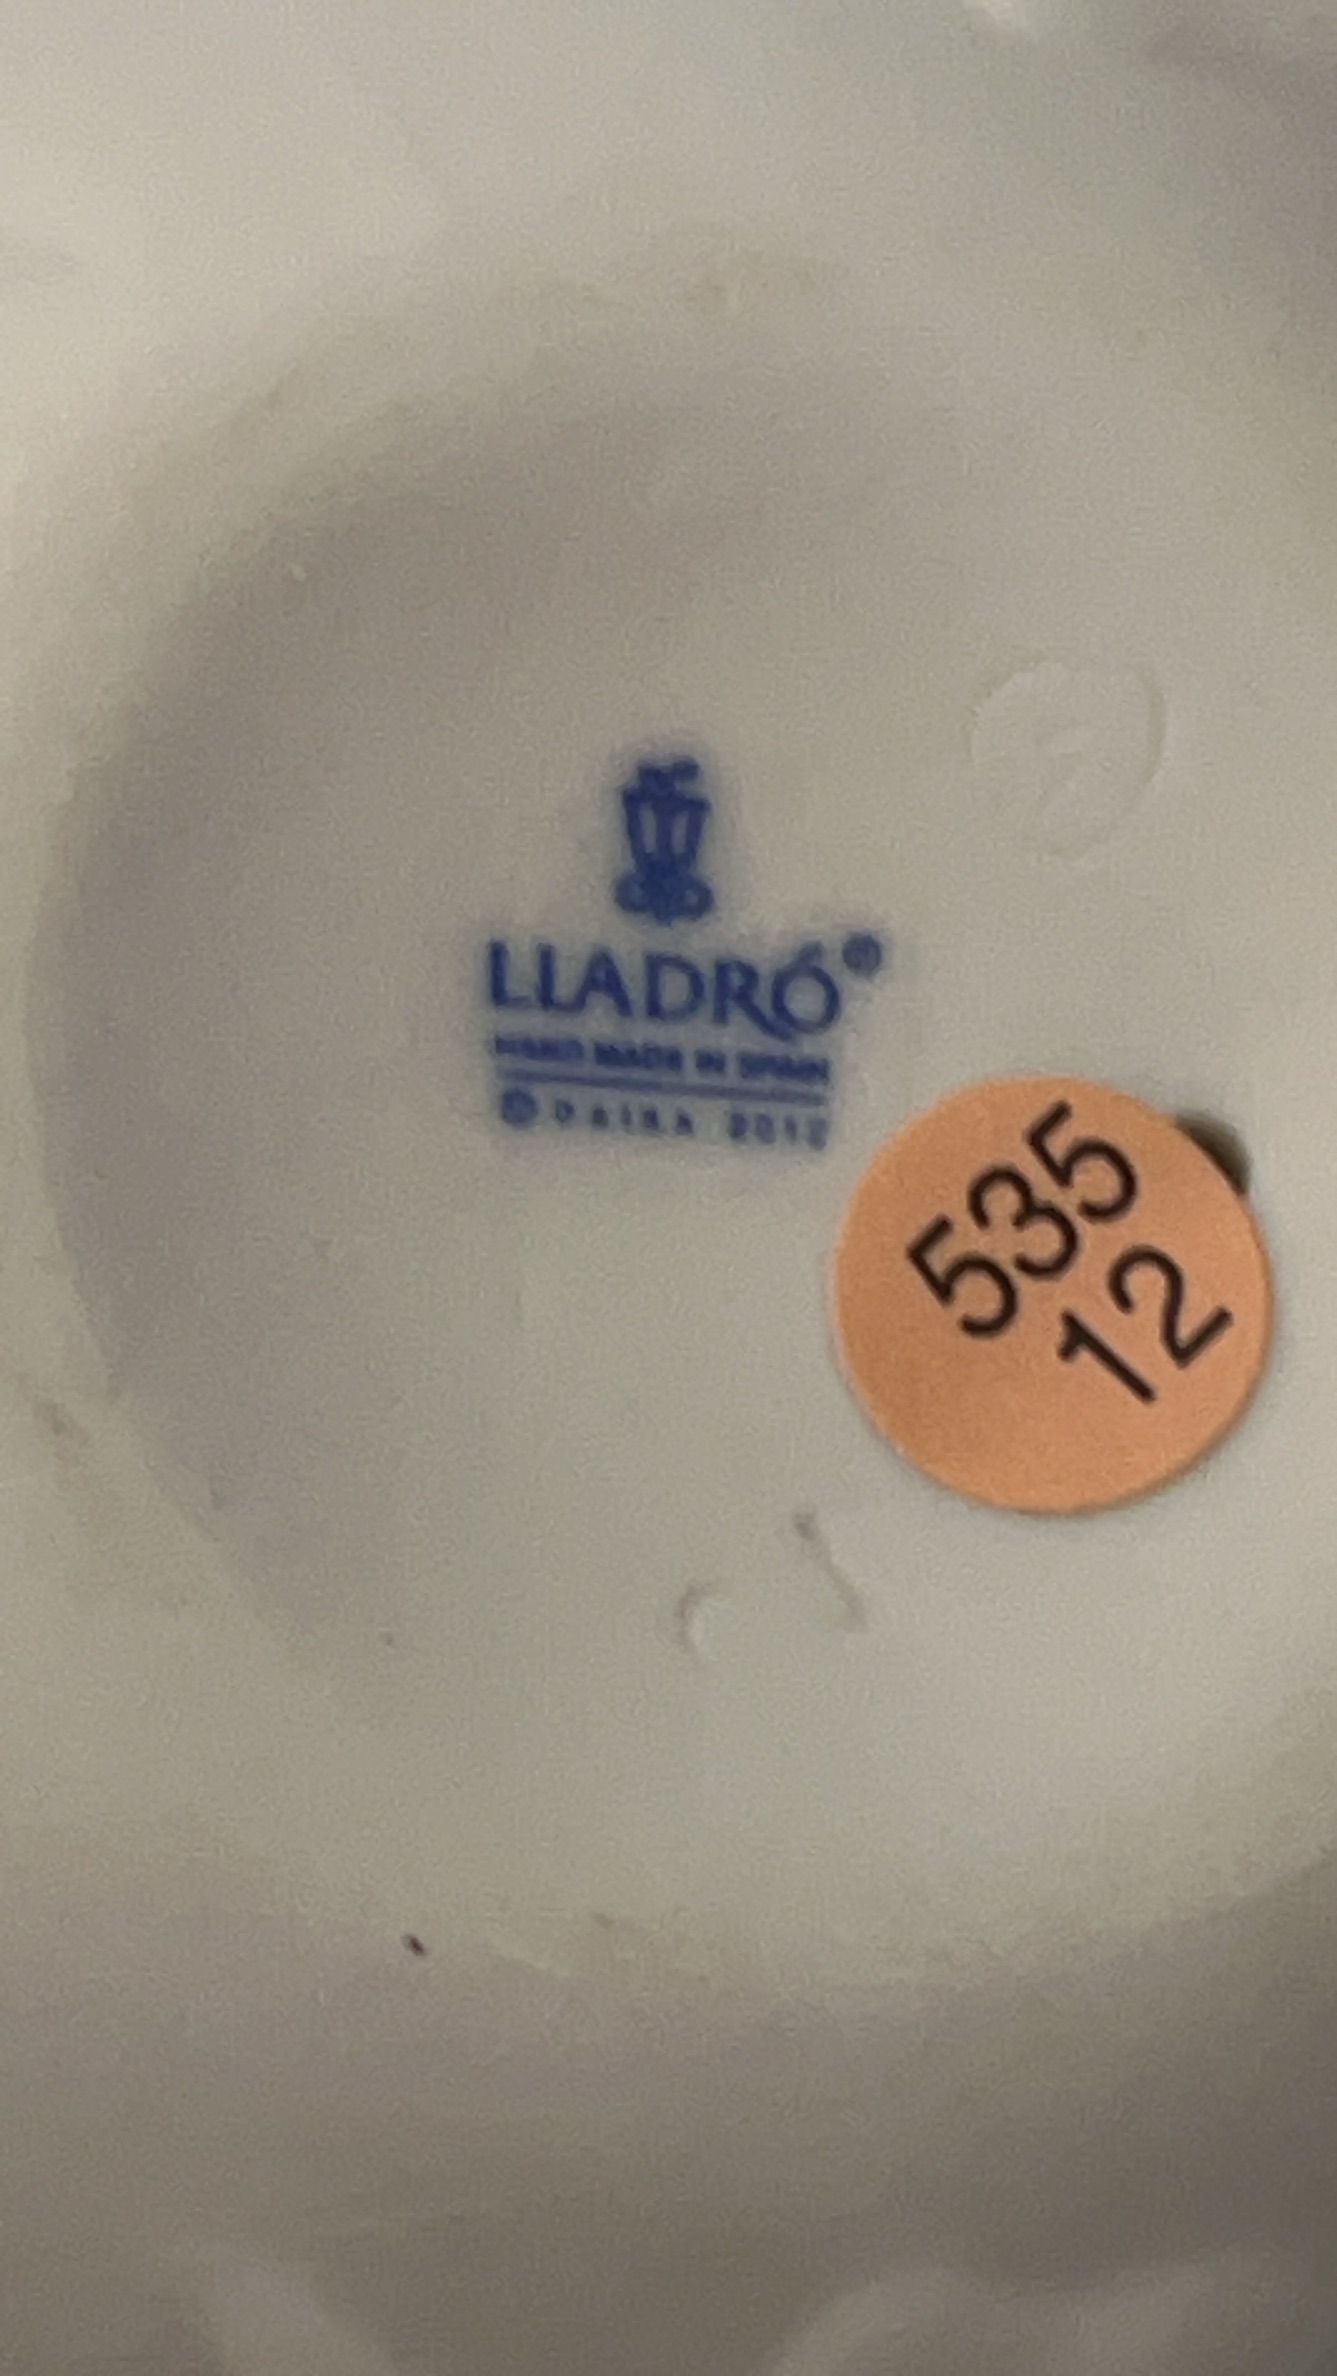 LLADRÓ®
HAND MADE IN SPAIN
© DAISA 2012
535
12